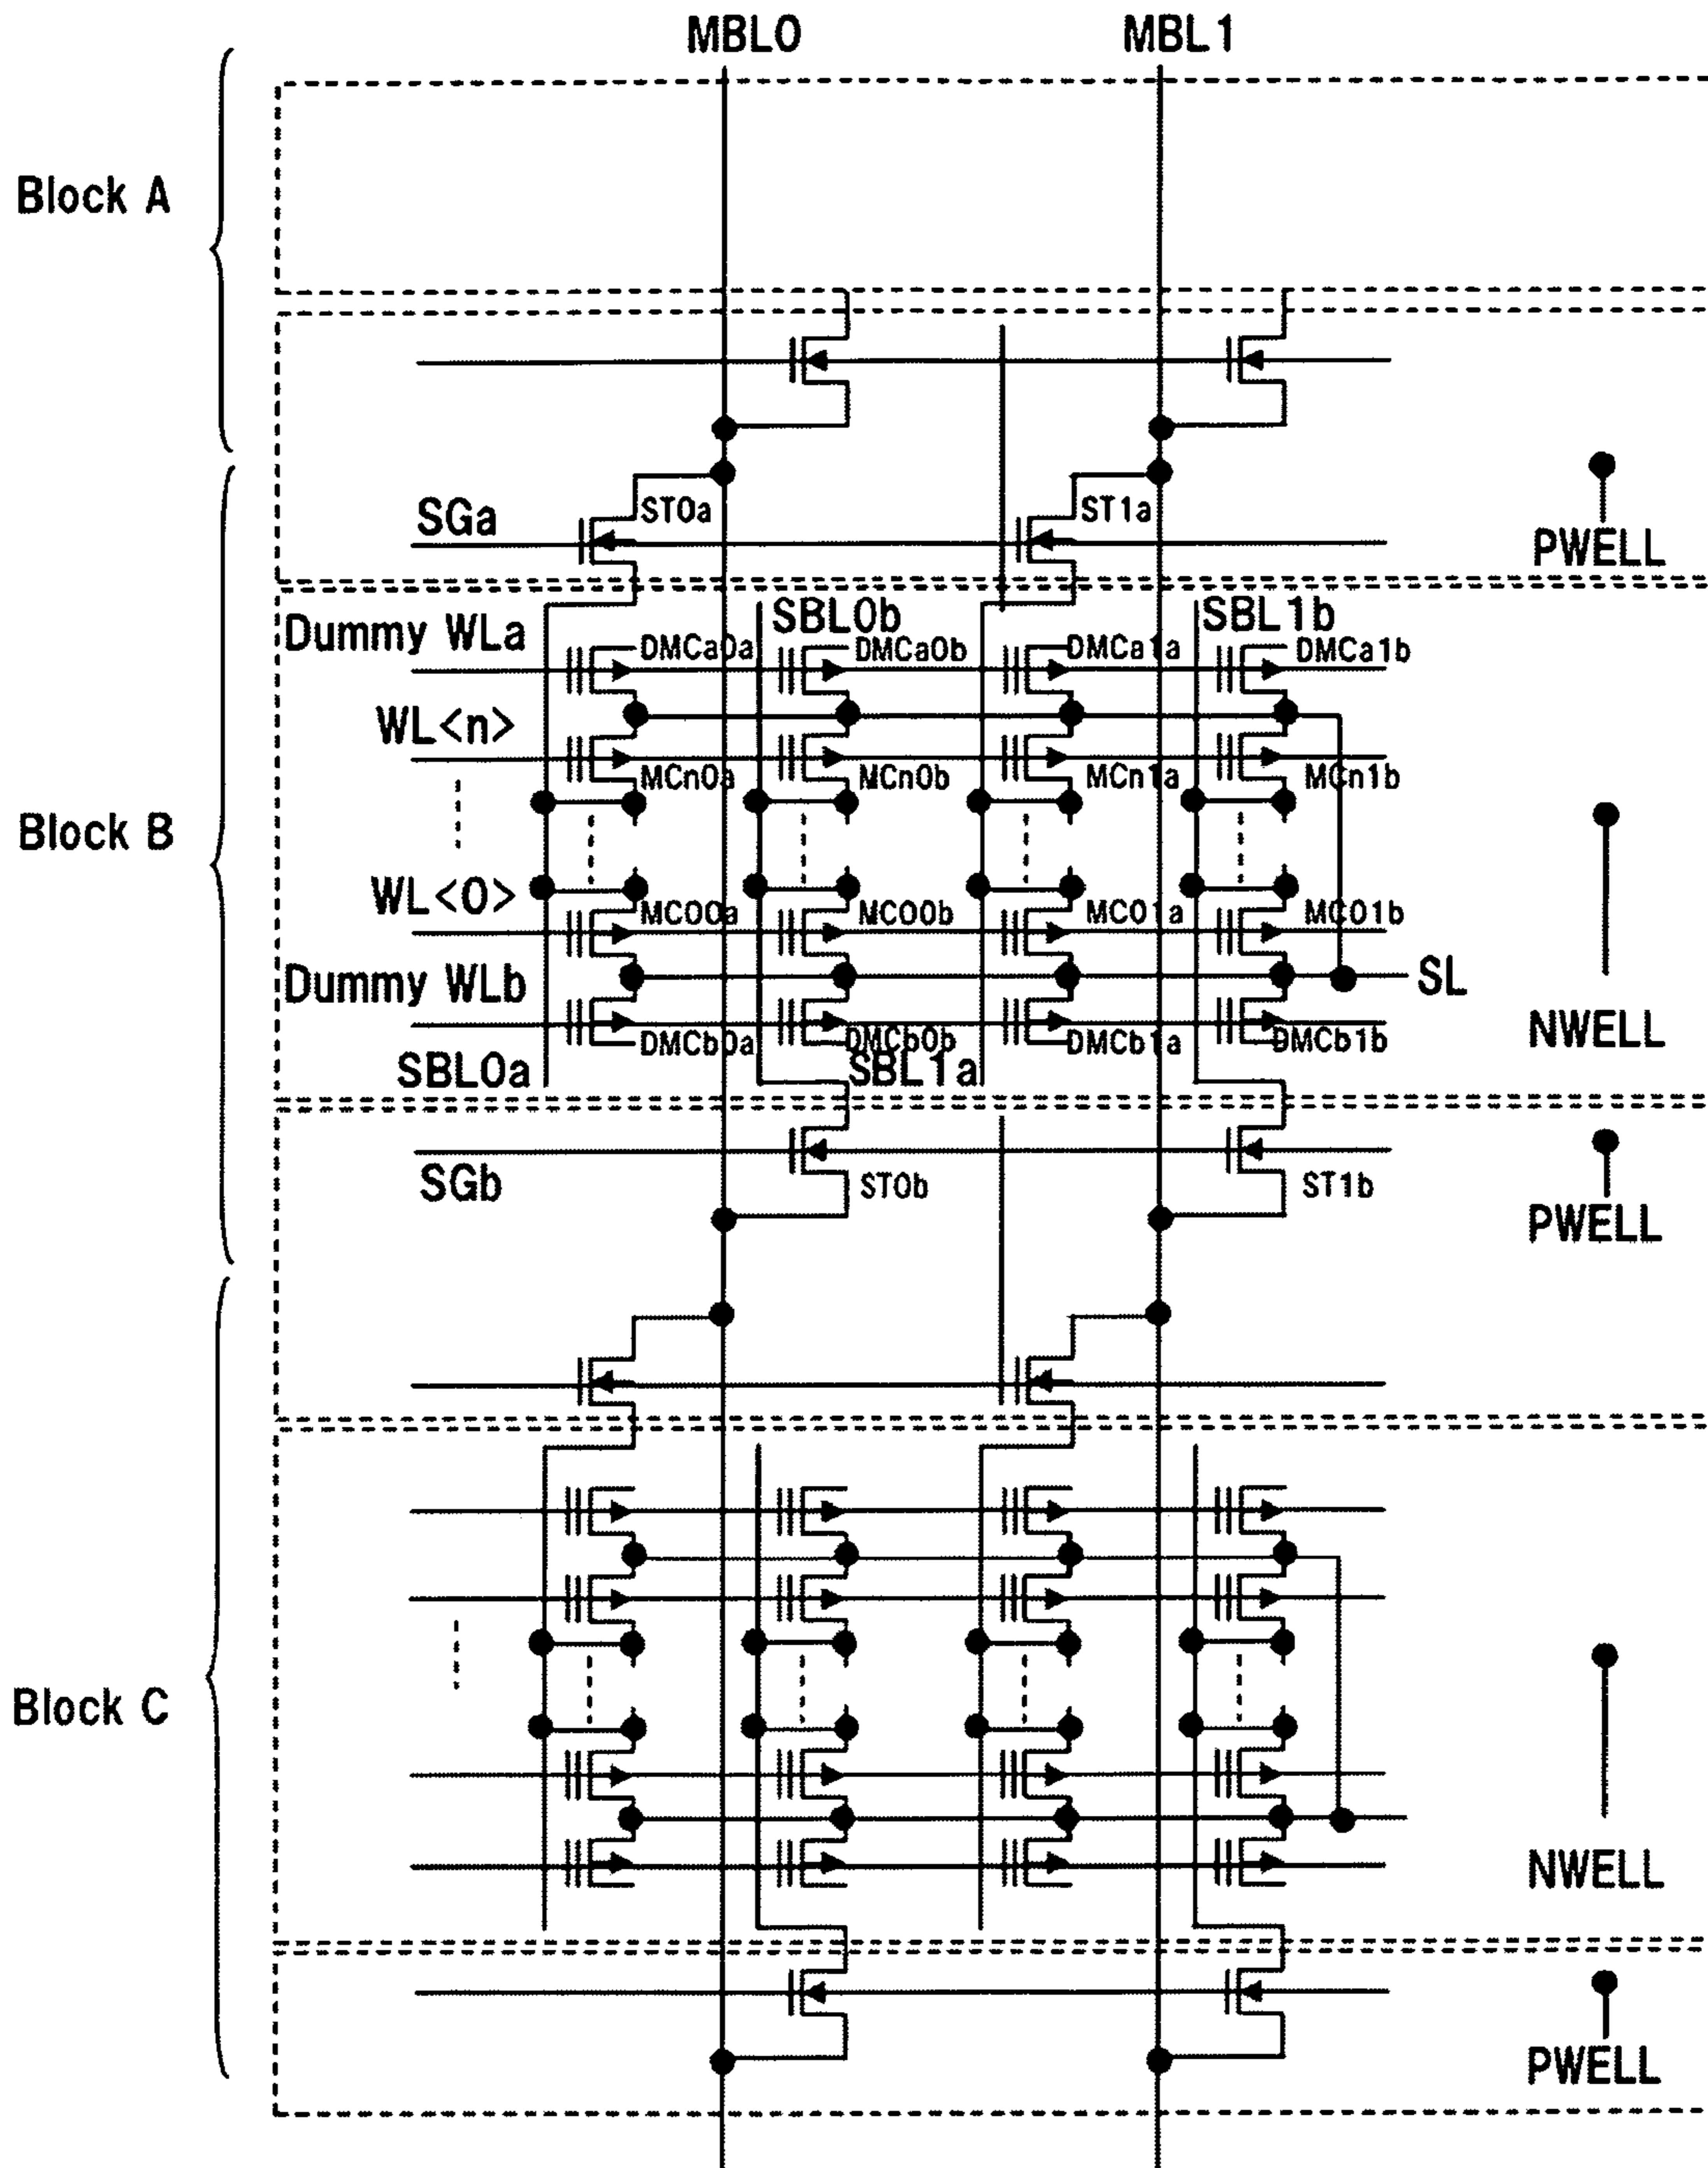 MBL0 MBL1
Block A
SGa ST0a ST1a
PWELL
Dummy WLa SBL0b SBL1b
DMCa0a DMCa0b DMCa1a DMCa1b
WL<n>
MCn0a MCn0b MCn1a MCn1b
Block B
WL<0>
MC00a MC00b MC01a MC01b
Dummy WLb SL
NWELL
DMCb0a DMCb0b DMCb1a DMCb1b
SBL0a SBL1a
SGb ST0b ST1b
PWELL
Block C
NWELL
PWELL